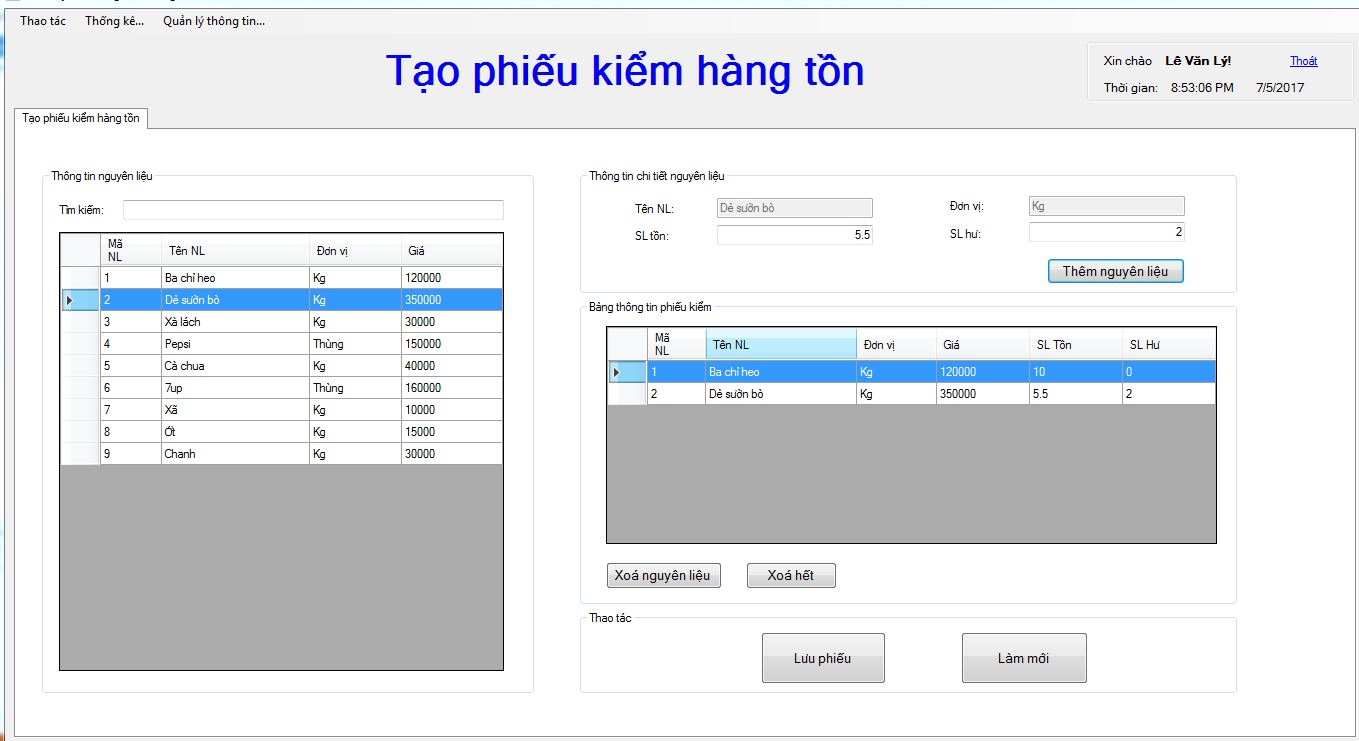 Thao tác Thống kê... Quản lý thông tin...
Tạo phiếu kiểm hàng tồn
Xin chào Lê Văn Lý! Thoát
Thời gian: 8:53:06 PM 7/5/2017
Tạo phiếu kiểm hàng tồn
Thông tin nguyên liệu
Tìm kiếm:
Mã NL Tên NL Đơn vị Giá
1 Ba chỉ heo Kg 120000
2 Dẻ sườn bò Kg 350000
3 Xà lách Kg 30000
4 Pepsi Thùng 150000
5 Cà chua Kg 40000
6 7up Thùng 160000
7 Xã Kg 10000
8 Ớt Kg 15000
9 Chanh Kg 30000
Thông tin chi tiết nguyên liệu
Tên NL: Dẻ sườn bò Đơn vị: Kg
SL tồn: 5.5 SL hư: 2
Thêm nguyên liệu
Bảng thông tin phiếu kiểm
Mã NL Tên NL Đơn vị Giá SL Tồn SL Hư
1 Ba chỉ heo Kg 120000 10 0
2 Dẻ sườn bò Kg 350000 5.5 2
Xoá nguyên liệu Xoá hết
Thao tác
Lưu phiếu Làm mới